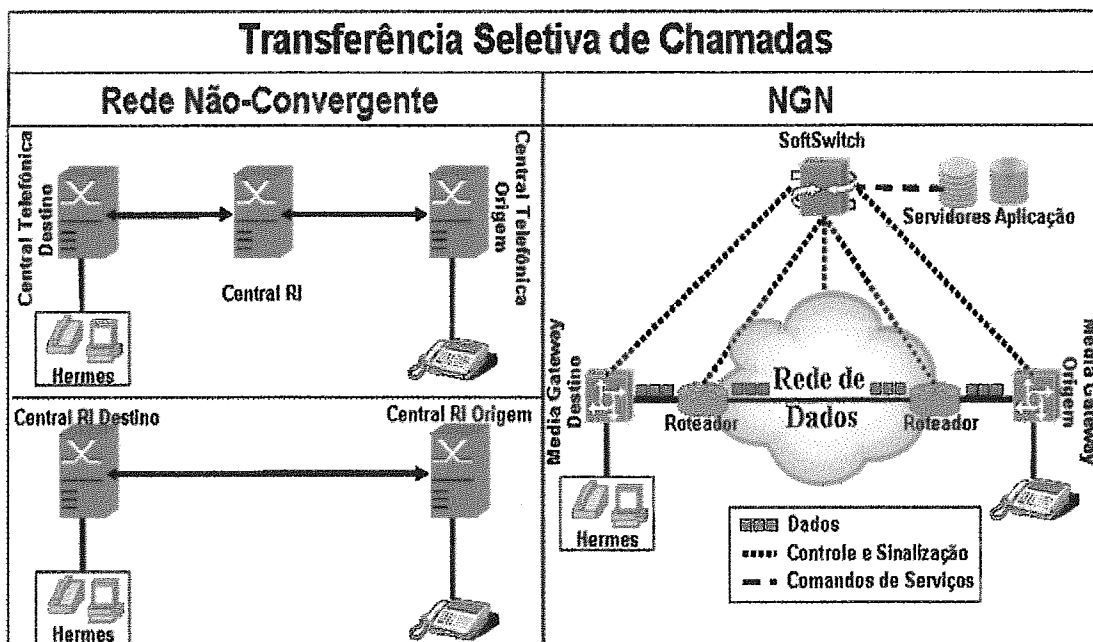 Transferência Seletiva de Chamadas
Rede Não-Convergente
NGN
Central Telefônica
Destino
Central RI
Central Telefônica
Origem
Hermes
Central RI Destino
Central RI Origem
Hermes
SoftSwitch
Servidores Aplicação
Media Gateway
Destino
Roteador
Rede de
Dados
Roteador
Media Gateway
Origem
Hermes
Dados
Controle e Sinalização
Comandos de Serviços